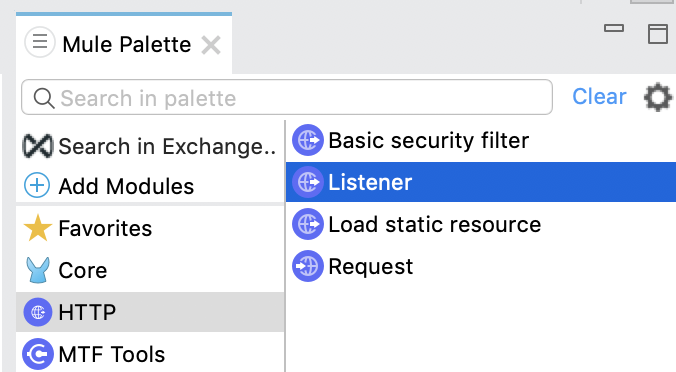 Mule Palette
Search in palette
Clear
Search in Exchange..
Add Modules
Favorites
Core
HTTP
MTF Tools
Basic security filter
Listener
Load static resource
Request